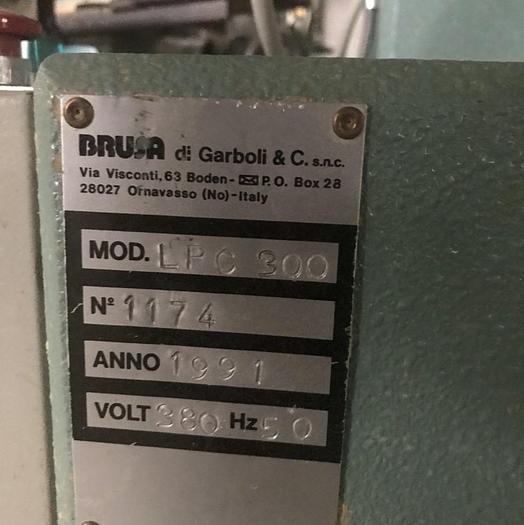 BRUSA di Garboli & C. s.n.c.
Via Visconti, 63 Boden - ✉ P. O. Box 28
28027 Ornavasso (No) - Italy
MOD. LPC 300
Nº 1174
ANNO 1991
VOLT 380 Hz 50